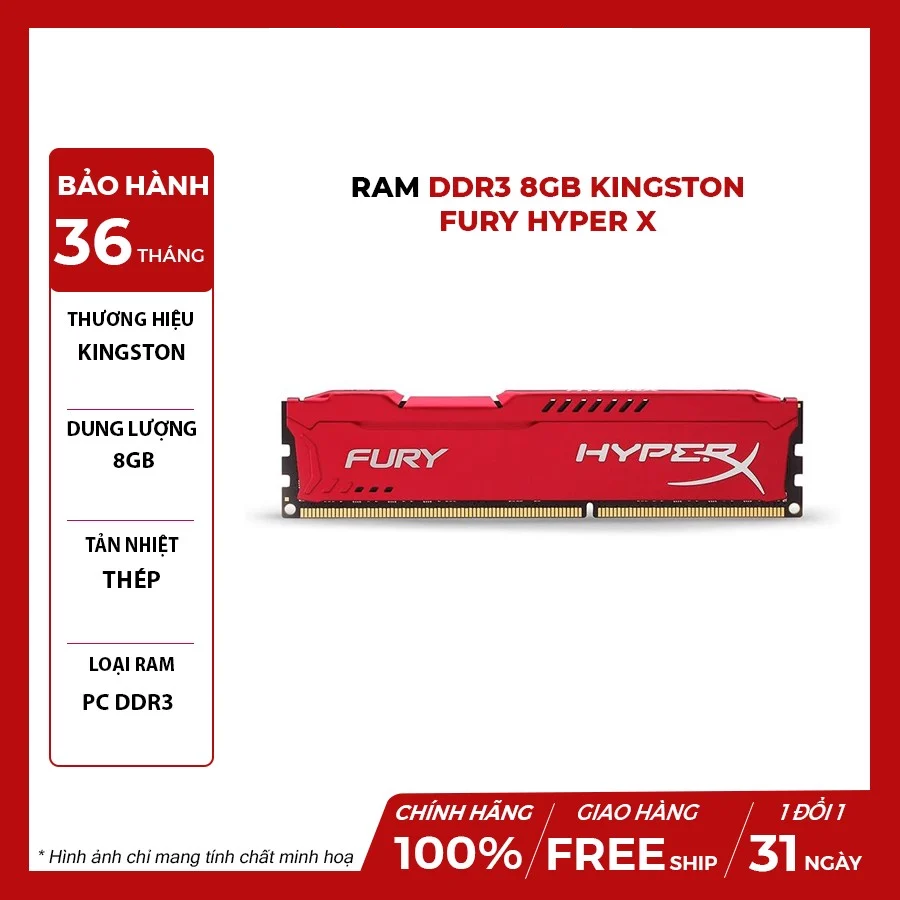 BẢO HÀNH
36 THÁNG
THƯƠNG HIỆU
KINGSTON
DUNG LƯỢNG
8GB
TẢN NHIỆT
THÉP
LOẠI RAM
PC DDR3
RAM DDR3 8GB KINGSTON
FURY HYPER X
HYPERX
FURY
HYPERX
* Hình ảnh chỉ mang tính chất minh hoạ
CHÍNH HÃNG
100%
GIAO HÀNG
FREE SHIP
1 ĐỔI 1
31 NGÀY